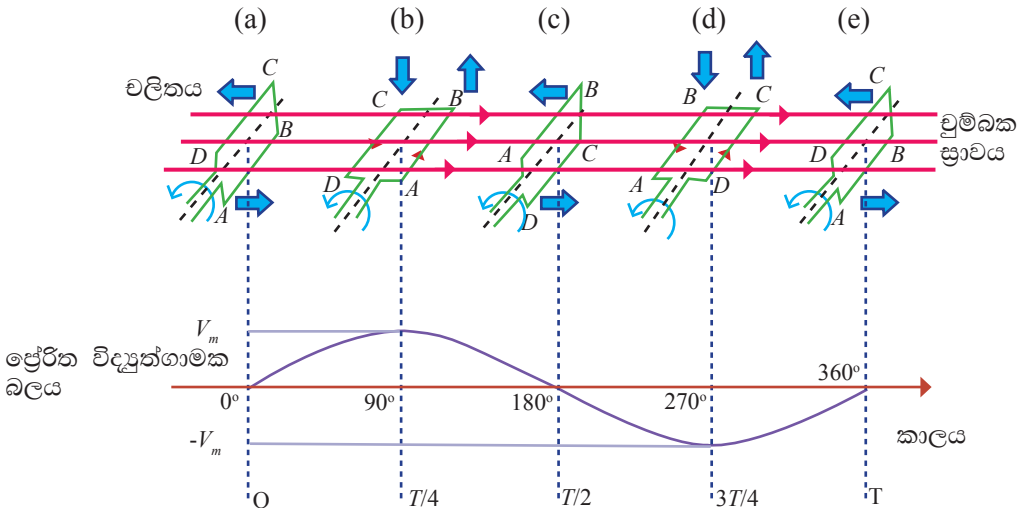 (a) (b) (c) (d) (e)
චලිතය
C C B B B C C
B A D
D C A B
D A D A D
A D A
චුම්බක
ස්‍රාවය
V_m
ප්‍රේරිත විද්‍යුත්ගාමක
බලය
0° 90° 180° 270° 360°
-V_m
කාලය
O T/4 T/2 3T/4 T